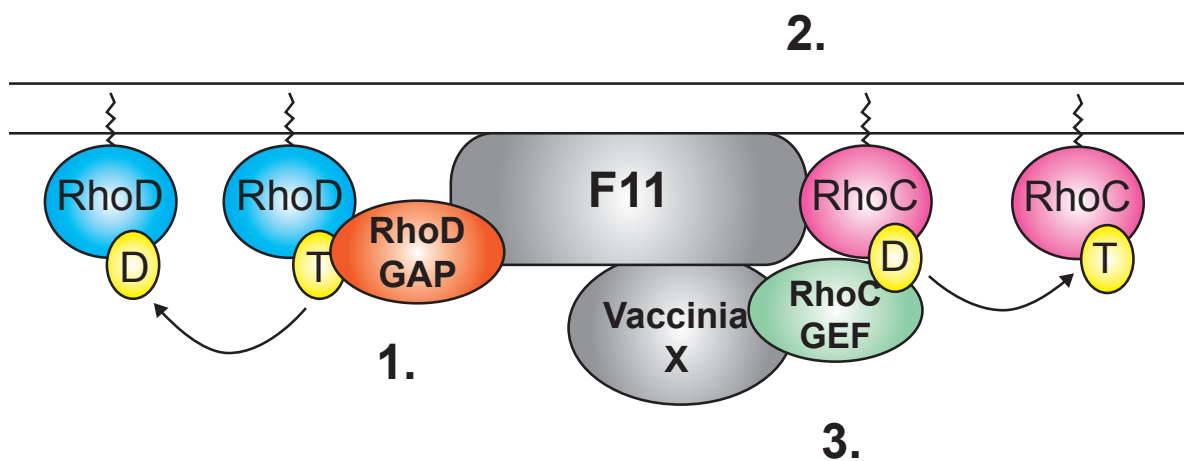 2.
RhoD
RhoD
F11
RhoC
RhoC
D
T
RhoD
GAP
D
T
Vaccinia
X
RhoC
GEF
1.
3.